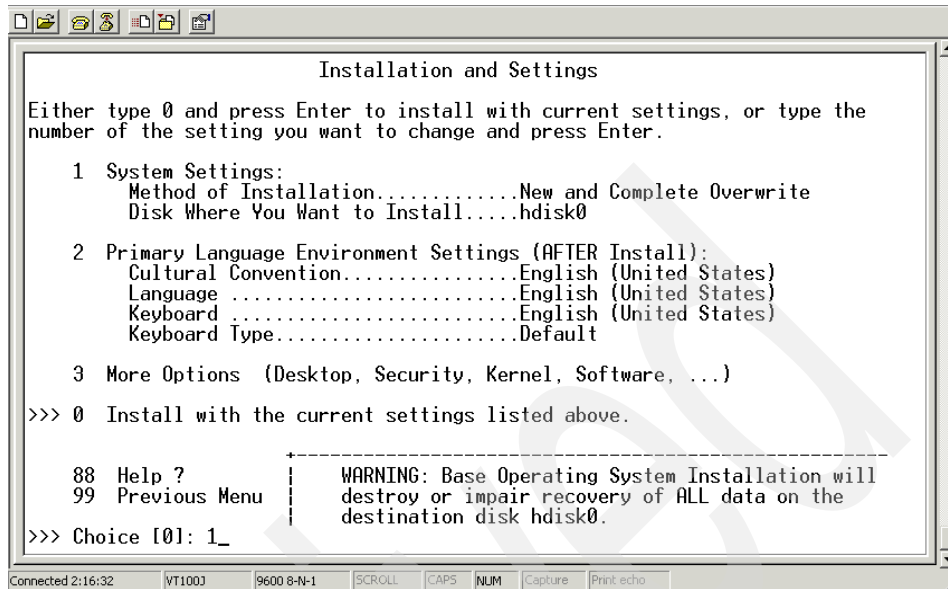 Installation and Settings
Either type 0 and press Enter to install with current settings, or type the
number of the setting you want to change and press Enter.
1 System Settings:
Method of Installation.............New and Complete Overwrite
Disk Where You Want to Install.....hdisk0
2 Primary Language Environment Settings (AFTER Install):
Cultural Convention................English (United States)
Language ..........................English (United States)
Keyboard ..........................English (United States)
Keyboard Type......................Default
3 More Options (Desktop, Security, Kernel, Software, ...)
>>> 0 Install with the current settings listed above.
88 Help ?
99 Previous Menu
WARNING: Base Operating System Installation will
destroy or impair recovery of ALL data on the
destination disk hdisk0.
>>> Choice [0]: 1_
Connected 2:16:32 VT100J 9600 8-N-1 SCROLL CAPS NUM Capture Print echo